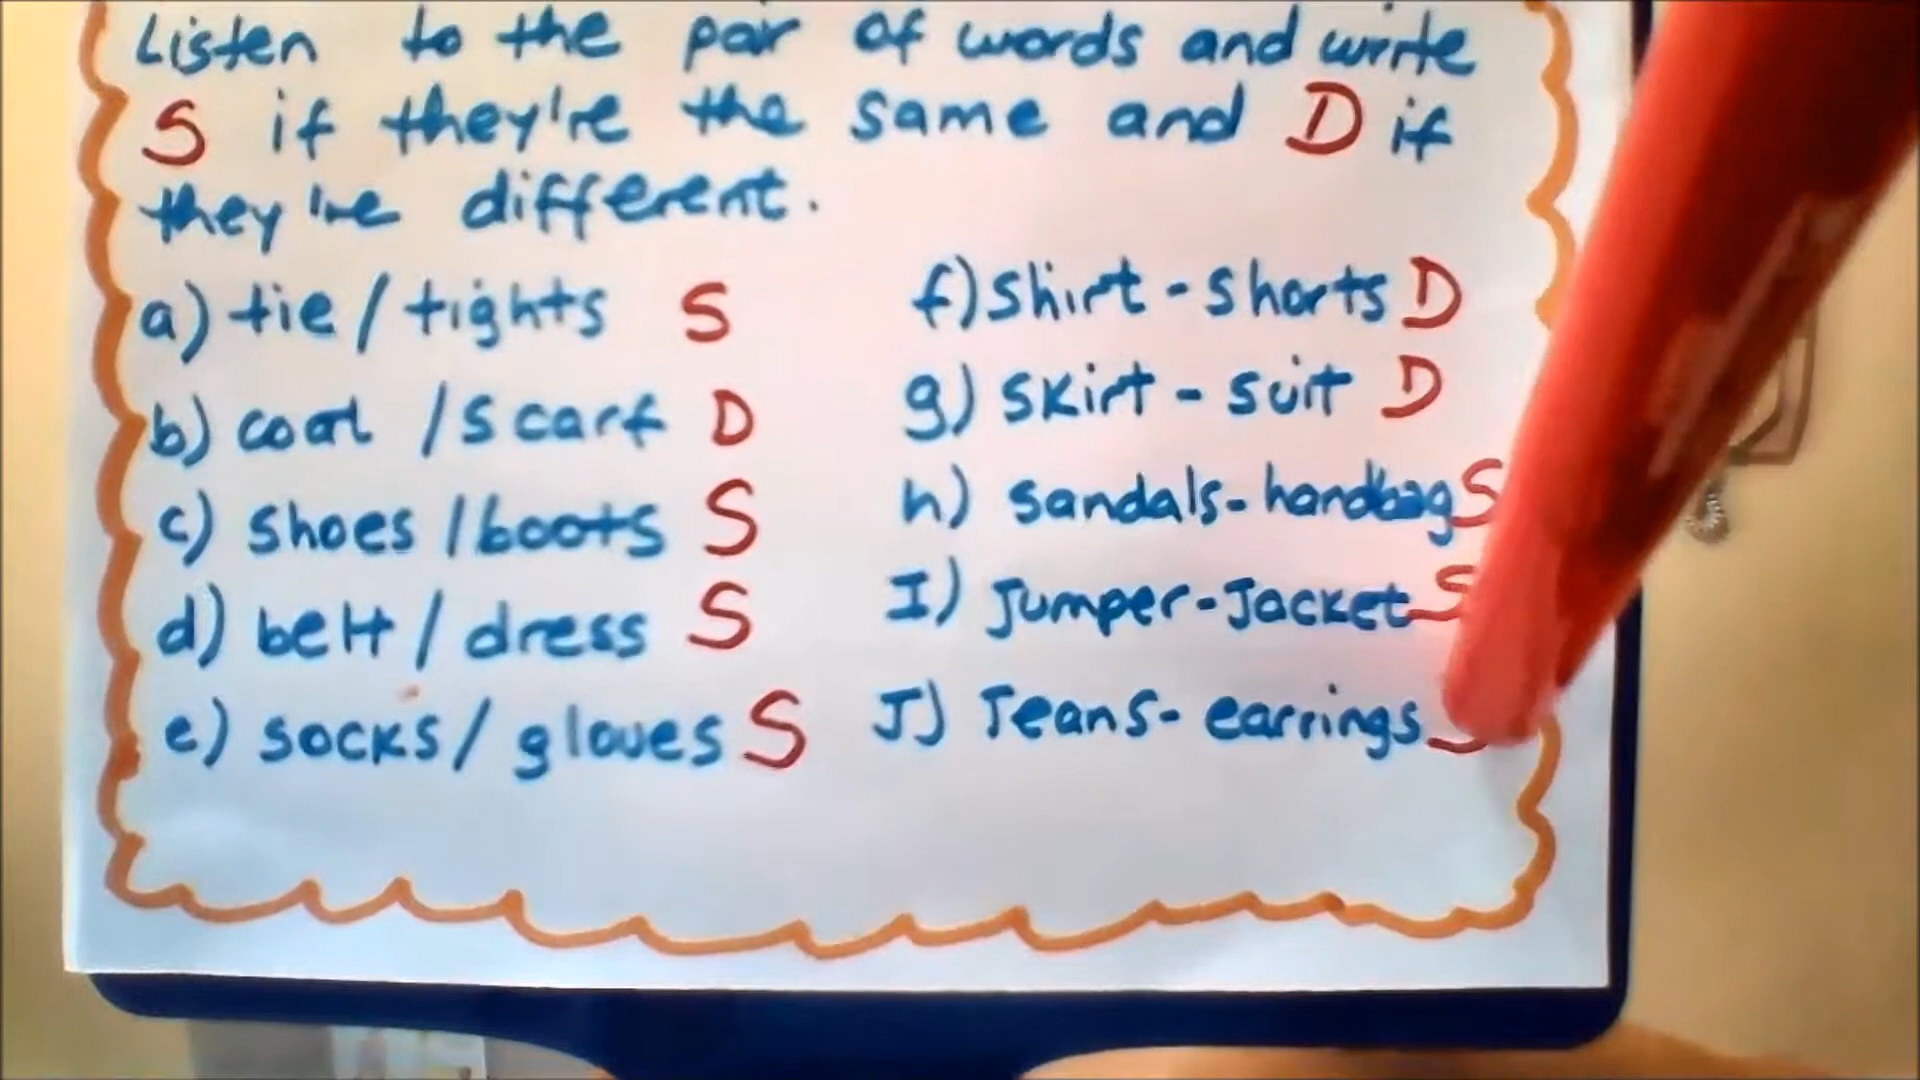 Listen to the pair of words and write
S if they're the same and D if
they're different.
a) tie / tights S
b) coat / scarf D
c) shoes / boots S
d) belt / dress S
e) socks / gloves S
f) shirt - shorts D
g) skirt - suit D
h) sandals - handbag S
I) Jumper - Jacket S
J) Jeans - earrings S